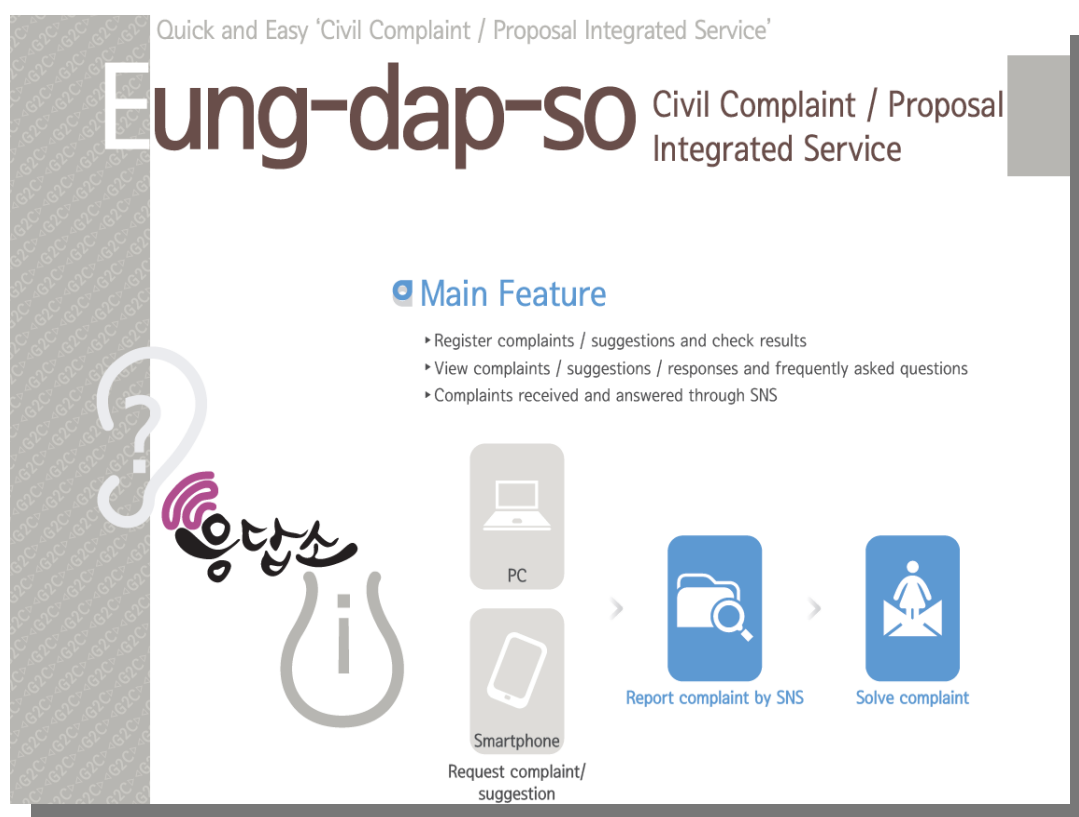 Quick and Easy ‘Civil Complaint / Proposal Integrated Service’
Eung-dap-so
Civil Complaint / Proposal
Integrated Service
Main Feature
Register complaints / suggestions and check results
View complaints / suggestions / responses and frequently asked questions
Complaints received and answered through SNS
?
응답소
i
PC
Smartphone
Request complaint/
suggestion
Report complaint by SNS
Solve complaint
<G2C>